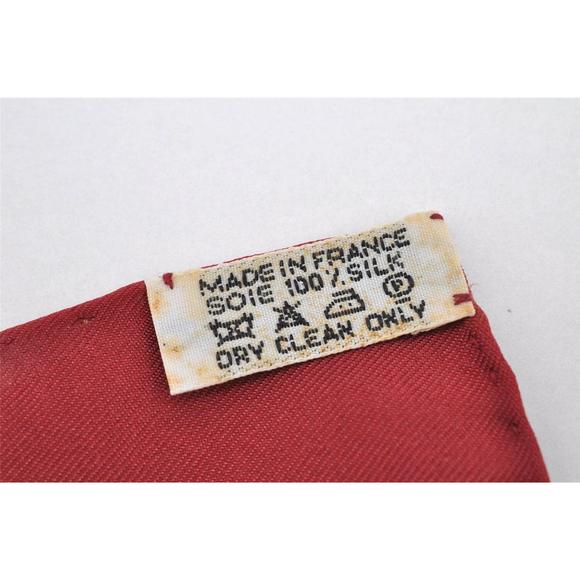 MADE IN FRANCE
SOIE 100% SILK
P
DRY CLEAN ONLY